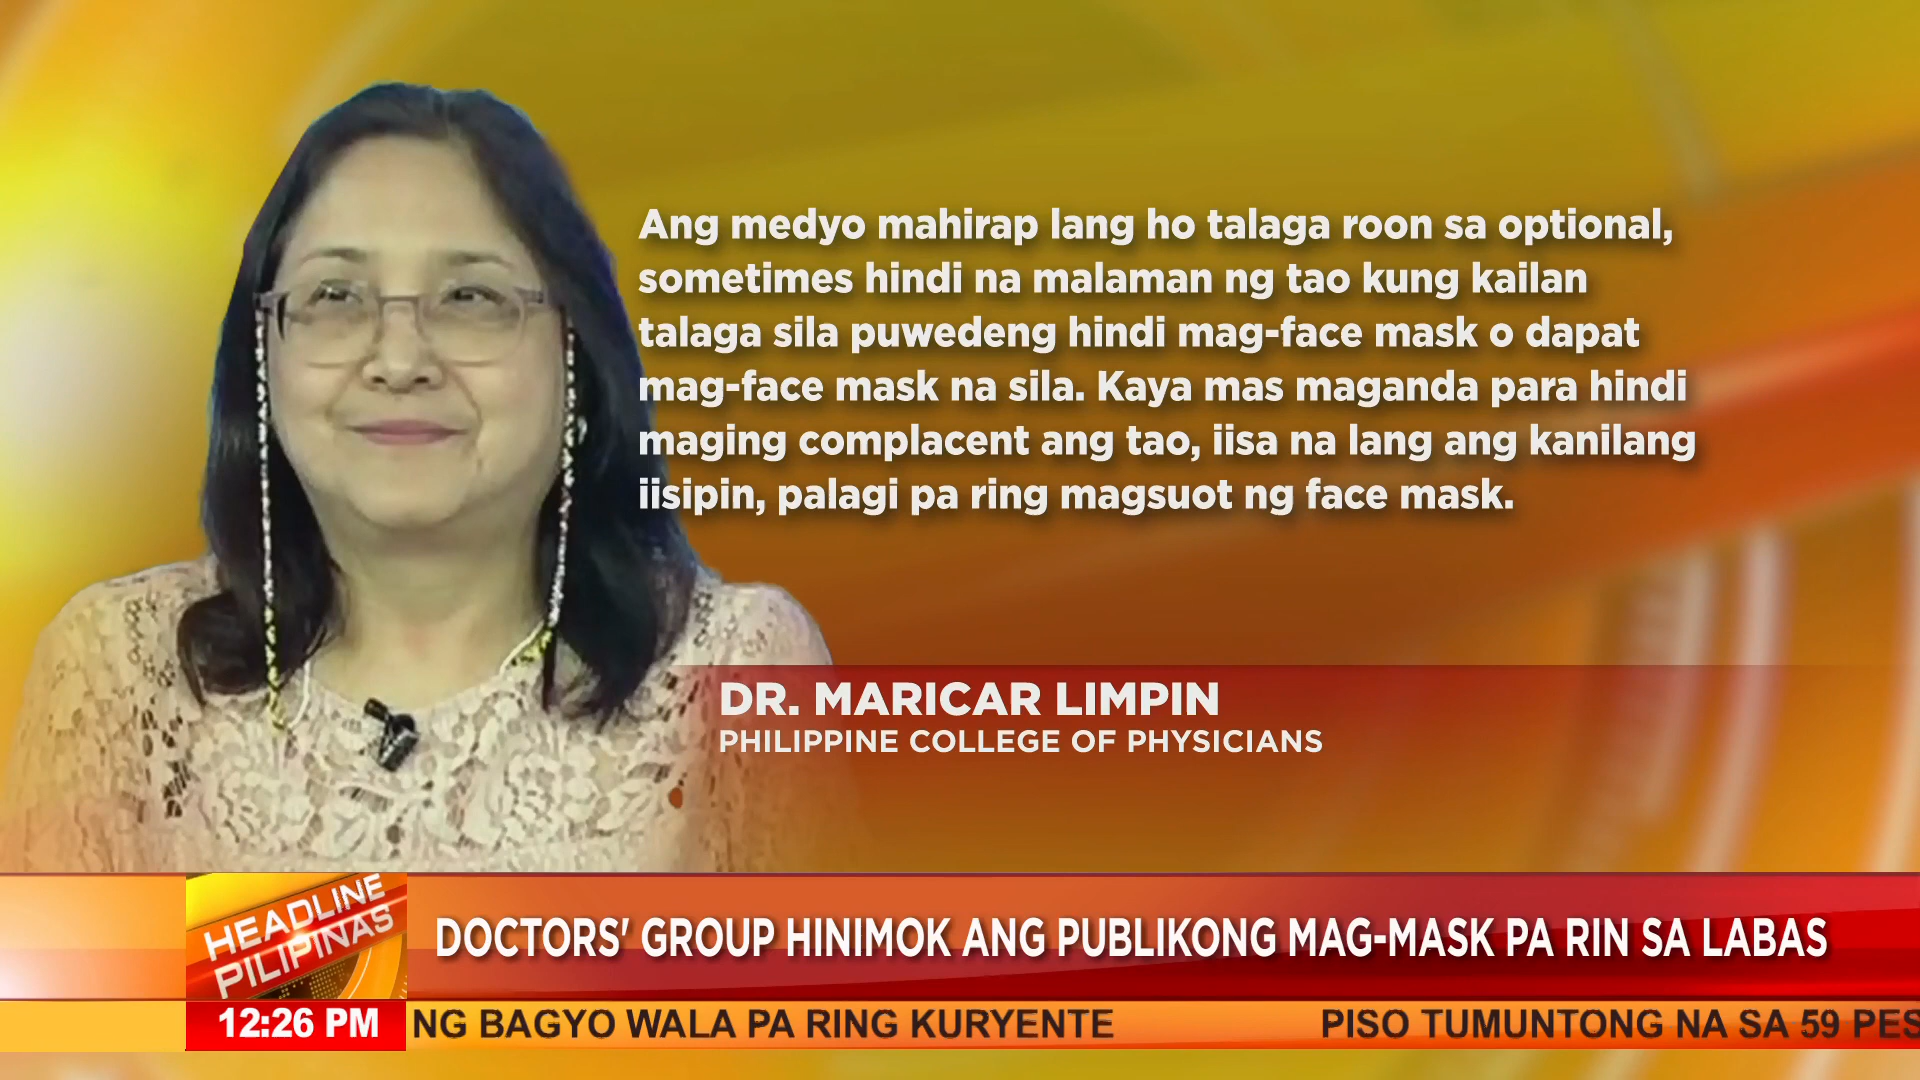 Ang medyo mahirap lang ho talaga roon sa optional,
sometimes hindi na malaman ng tao kung kailan
talaga sila puwedeng hindi mag-face mask o dapat
mag-face mask na sila. Kaya mas maganda para hindi
maging complacent ang tao, iisa na lang ang kanilang
iisipin, palagi pa ring magsuot ng face mask.
DR. MARICAR LIMPIN
PHILIPPINE COLLEGE OF PHYSICIANS
HEADLINE
PILIPINAS
DOCTORS' GROUP HINIMOK ANG PUBLIKONG MAG-MASK PA RIN SA LABAS
12:26 PM
NG BAGYO WALA PA RING KURYENTE
PISO TUMUNTONG NA SA 59 PES